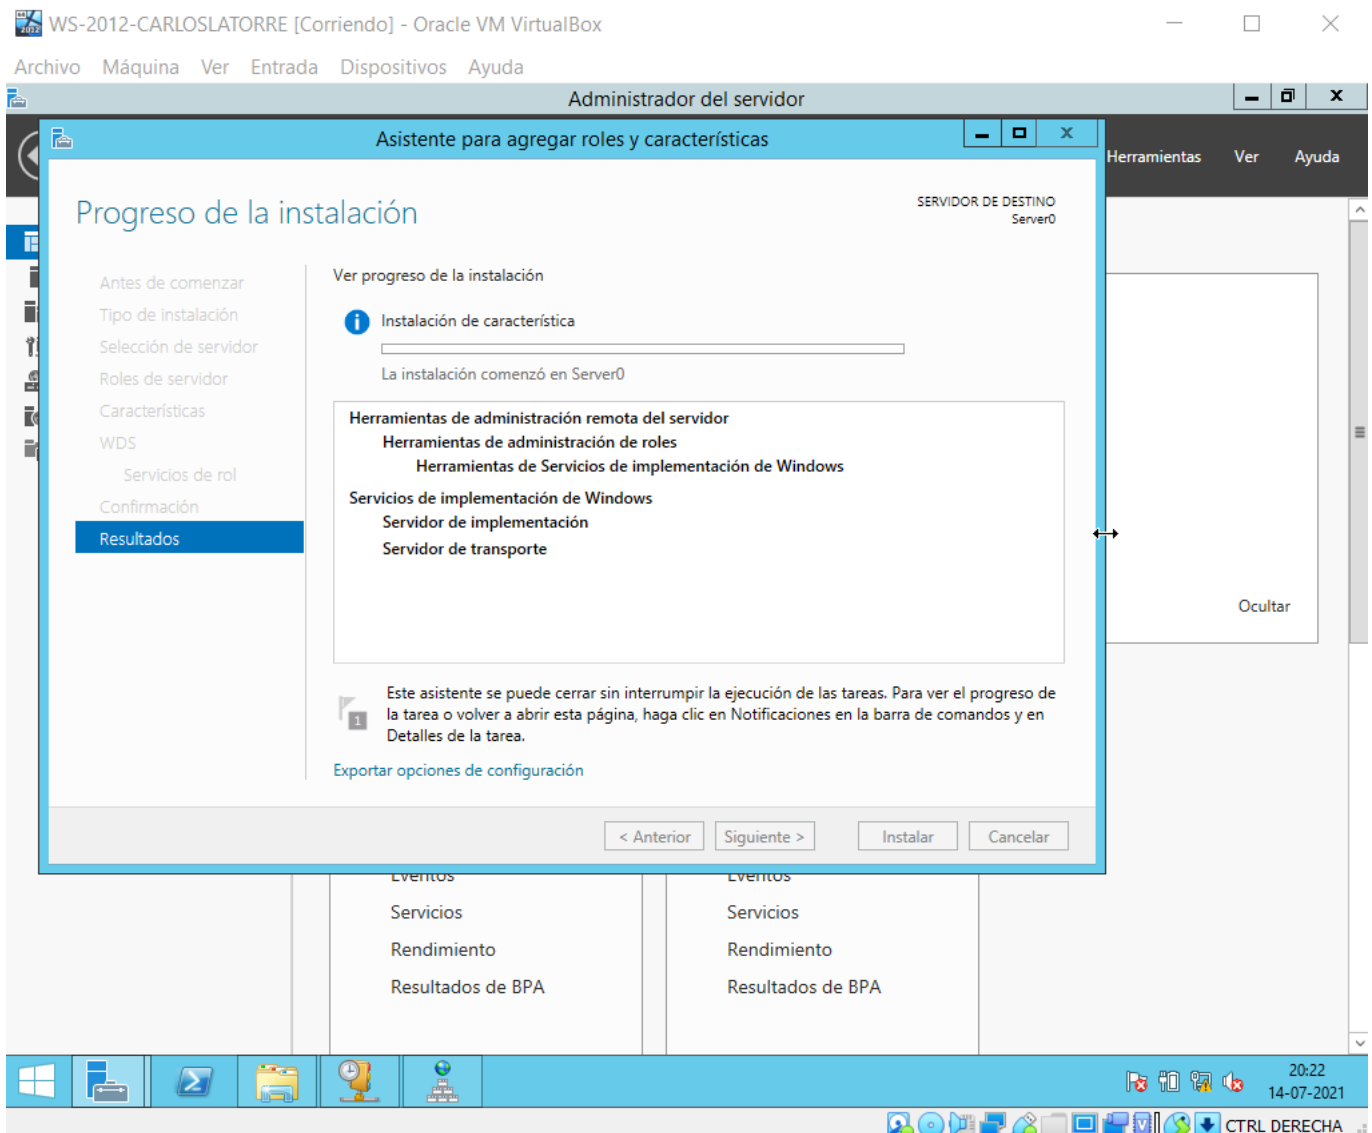 WS-2012-CARLOSLATORRE [Corriendo] - Oracle VM VirtualBox
Archivo Máquina Ver Entrada Dispositivos Ayuda
Administrador del servidor
Asistente para agregar roles y características
Herramientas Ver Ayuda
Progreso de la instalación
SERVIDOR DE DESTINO
Server0
Antes de comenzar
Tipo de instalación
Selección de servidor
Roles de servidor
Características
WDS
Servicios de rol
Confirmación
Resultados
Ver progreso de la instalación
Instalación de característica
La instalación comenzó en Server0
Herramientas de administración remota del servidor
Herramientas de administración de roles
Herramientas de Servicios de implementación de Windows
Servicios de implementación de Windows
Servidor de implementación
Servidor de transporte
Ocultar
1
Este asistente se puede cerrar sin interrumpir la ejecución de las tareas. Para ver el progreso de
la tarea o volver a abrir esta página, haga clic en Notificaciones en la barra de comandos y en
Detalles de la tarea.
Exportar opciones de configuración
< Anterior Siguiente > Instalar Cancelar
Eventos Eventos
Servicios Servicios
Rendimiento Rendimiento
Resultados de BPA Resultados de BPA
20:22
14-07-2021
CTRL DERECHA